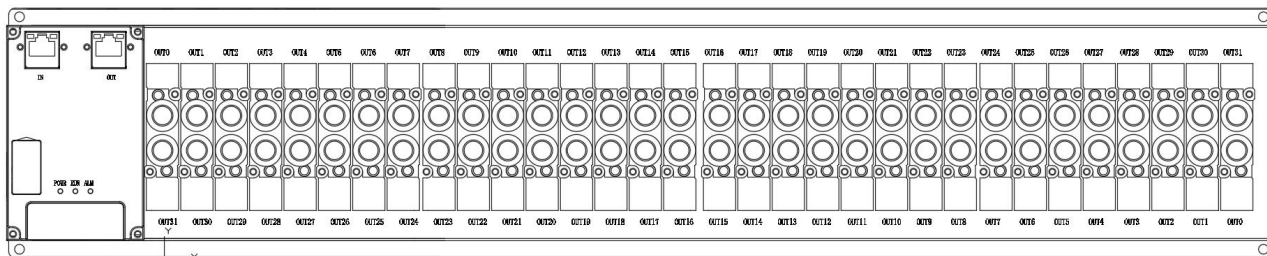 OUT0 OUT1 OUT2 OUT3 OUT4 OUT5 OUT6 OUT7 OUT8 OUT9 OUT10 OUT11 OUT12 OUT13 OUT14 OUT15 OUT16 OUT17 OUT18 OUT19 OUT20 OUT21 OUT22 OUT23 OUT24 OUT25 OUT26 OUT27 OUT28 OUT29 OUT30 OUT31
IN OUT
POWR RUN ALM
OUT31 OUT30 OUT29 OUT28 OUT27 OUT26 OUT25 OUT24 OUT23 OUT22 OUT21 OUT20 OUT19 OUT18 OUT17 OUT16 OUT15 OUT14 OUT13 OUT12 OUT11 OUT10 OUT9 OUT8 OUT7 OUT6 OUT5 OUT4 OUT3 OUT2 OUT1 OUT0
Y
X